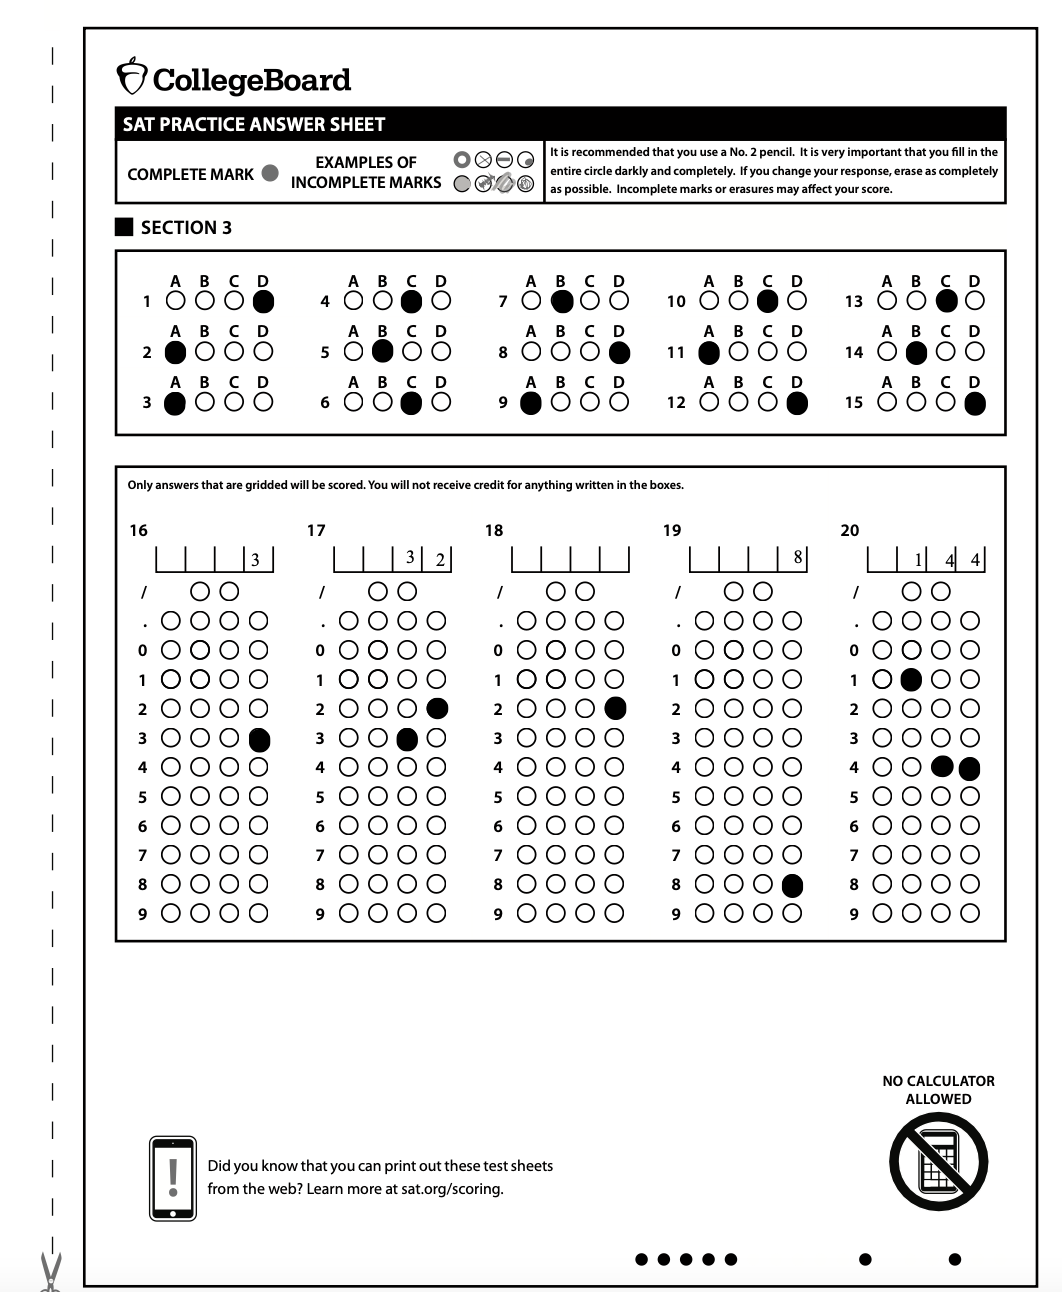 CollegeBoard
SAT PRACTICE ANSWER SHEET
COMPLETE MARK
EXAMPLES OF
INCOMPLETE MARKS
It is recommended that you use a No. 2 pencil. It is very important that you fill in the
entire circle darkly and completely. If you change your response, erase as completely
as possible. Incomplete marks or erasures may affect your score.
SECTION 3
A B C D A B C D A B C D A B C D A B C D
1 4 7 10 13
A B C D A B C D A B C D A B C D A B C D
2 5 8 11 14
A B C D A B C D A B C D A B C D A B C D
3 6 9 12 15
Only answers that are gridded will be scored. You will not receive credit for anything written in the boxes.
16 17 18 19 20
3 3 2 8 1 4 4
/ / / / /
. . . . .
0 0 0 0 0
1 1 1 1 1
2 2 2 2 2
3 3 3 3 3
4 4 4 4 4
5 5 5 5 5
6 6 6 6 6
7 7 7 7 7
8 8 8 8 8
9 9 9 9 9
NO CALCULATOR
ALLOWED
!
Did you know that you can print out these test sheets
from the web? Learn more at sat.org/scoring.